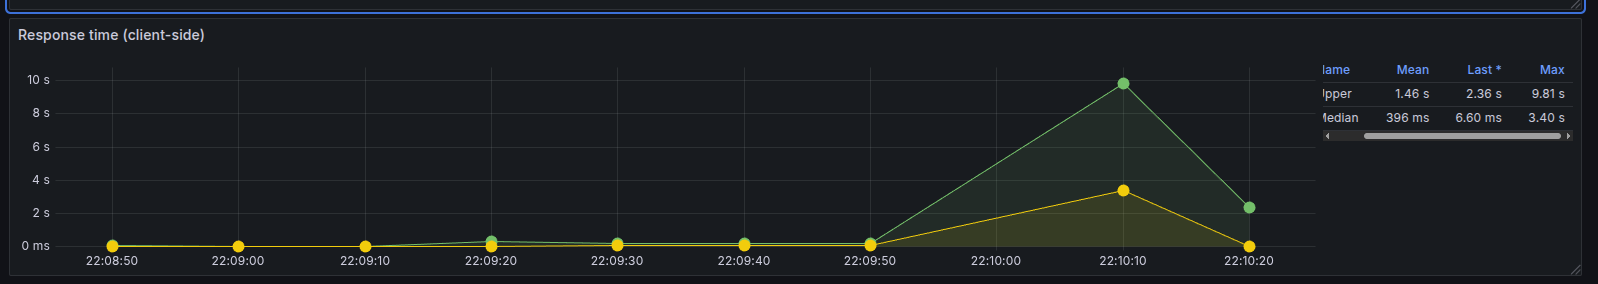 Response time (client-side)
10 s
8 s
6 s
4 s
2 s
0 ms
22:08:50 22:09:00 22:09:10 22:09:20 22:09:30 22:09:40 22:09:50 22:10:00 22:10:10 22:10:20
lame Mean Last * Max
Jpper 1.46 s 2.36 s 9.81 s
Median 396 ms 6.60 ms 3.40 s